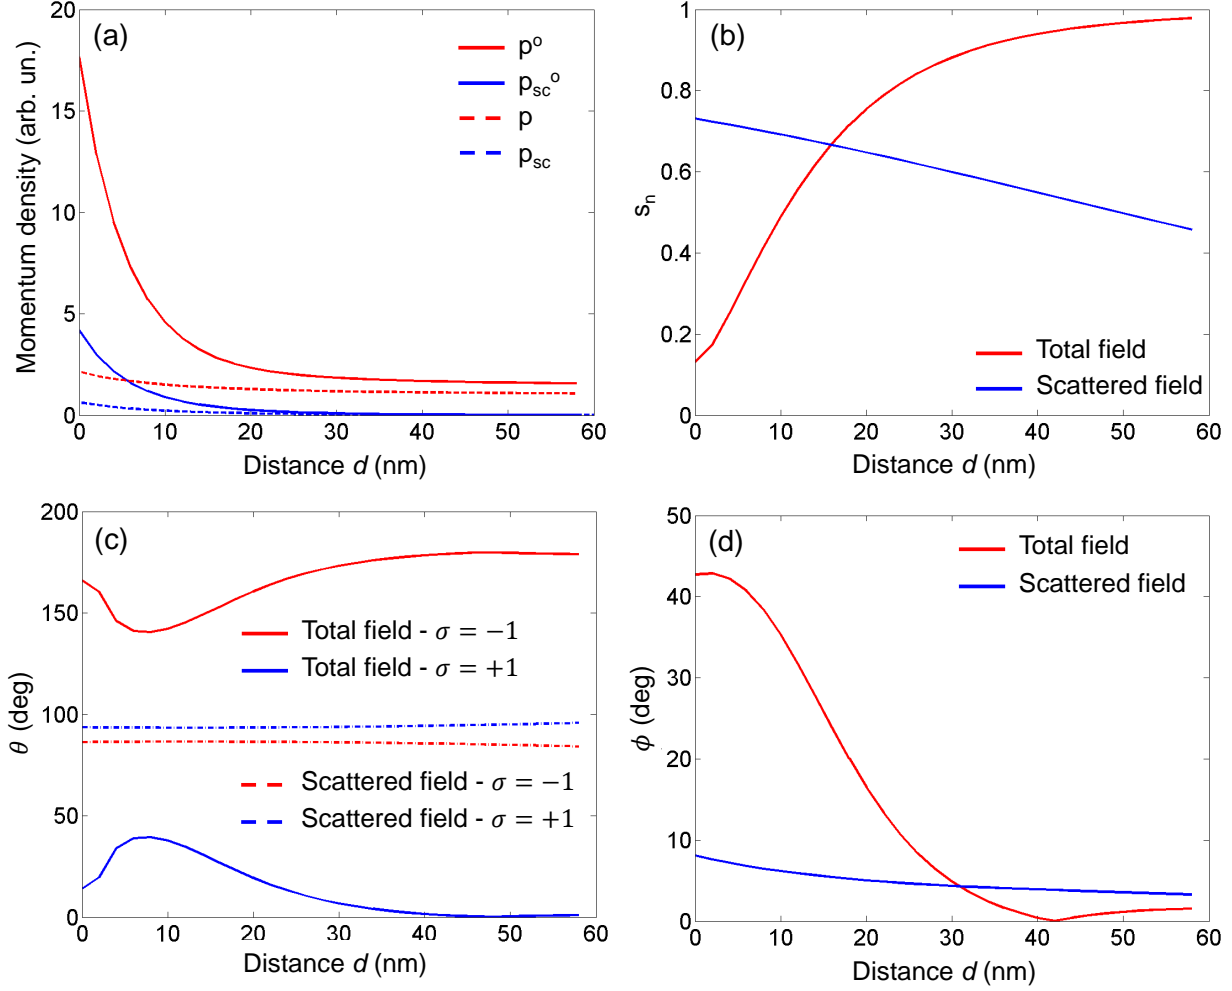 (a)
20
15
10
5
0
Momentum density (arb. un.)
pᵒ
p_scᵒ
p
p_sc
0 10 20 30 40 50 60
Distance d (nm)
(b)
1
0.8
0.6
0.4
0.2
0
s_n
Total field
Scattered field
0 10 20 30 40 50 60
Distance d (nm)
(c)
200
150
100
50
0
θ (deg)
Total field - σ = −1
Total field - σ = +1
Scattered field - σ = −1
Scattered field - σ = +1
0 10 20 30 40 50 60
Distance d (nm)
(d)
50
40
30
20
10
0
ϕ (deg)
Total field
Scattered field
0 10 20 30 40 50 60
Distance d (nm)